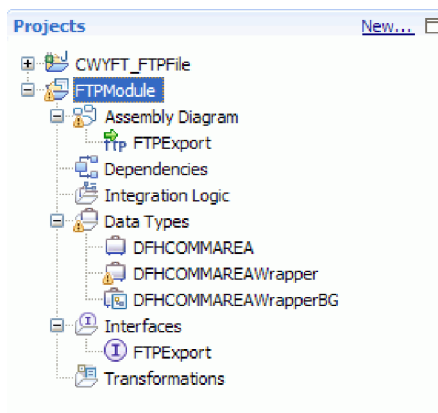 Projects New...
CWYFT_FTPFile
FTPModule
Assembly Diagram
FTP FTPExport
Dependencies
Integration Logic
Data Types
DFHCOMMAREA
DFHCOMMAREAWrapper
DFHCOMMAREAWrapperBG
Interfaces
I FTPExport
Transformations